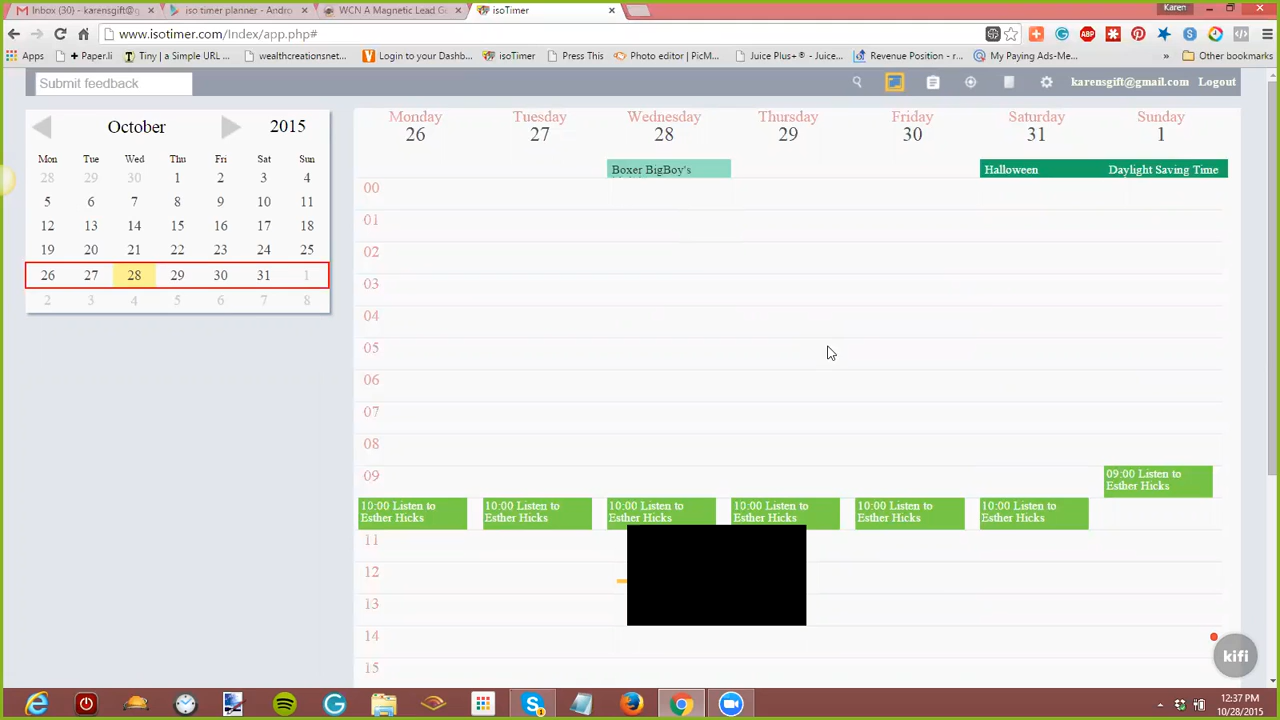 Inbox (30) - karensgift@g
iso timer planner - Andro
WCN A Magnetic Lead G
isoTimer
Karen
www.isotimer.com/Index/app.php#
Apps
Paper.li
Tiny | a Simple URL ...
wealthcreationsnet...
Login to your Dashb...
isoTimer
Press This
Photo editor | PicM...
Juice Plus+® - Juice...
Revenue Position - r...
My Paying Ads-Me...
»
Other bookmarks
Submit feedback
karensgift@gmail.com Logout
October 2015
Mon Tue Wed Thu Fri Sat Sun
28 29 30 1 2 3 4
5 6 7 8 9 10 11
12 13 14 15 16 17 18
19 20 21 22 23 24 25
26 27 28 29 30 31 1
2 3 4 5 6 7 8
Monday Tuesday Wednesday Thursday Friday Saturday Sunday
26 27 28 29 30 31 1
Boxer BigBoy's
Halloween
Daylight Saving Time
00
01
02
03
04
05
06
07
08
09
09:00 Listen to
Esther Hicks
10:00 Listen to
Esther Hicks
10:00 Listen to
Esther Hicks
10:00 Listen to
Esther Hicks
10:00 Listen to
Esther Hicks
10:00 Listen to
Esther Hicks
10:00 Listen to
Esther Hicks
11
12
13
14
15
kifi
12:37 PM
10/28/2015